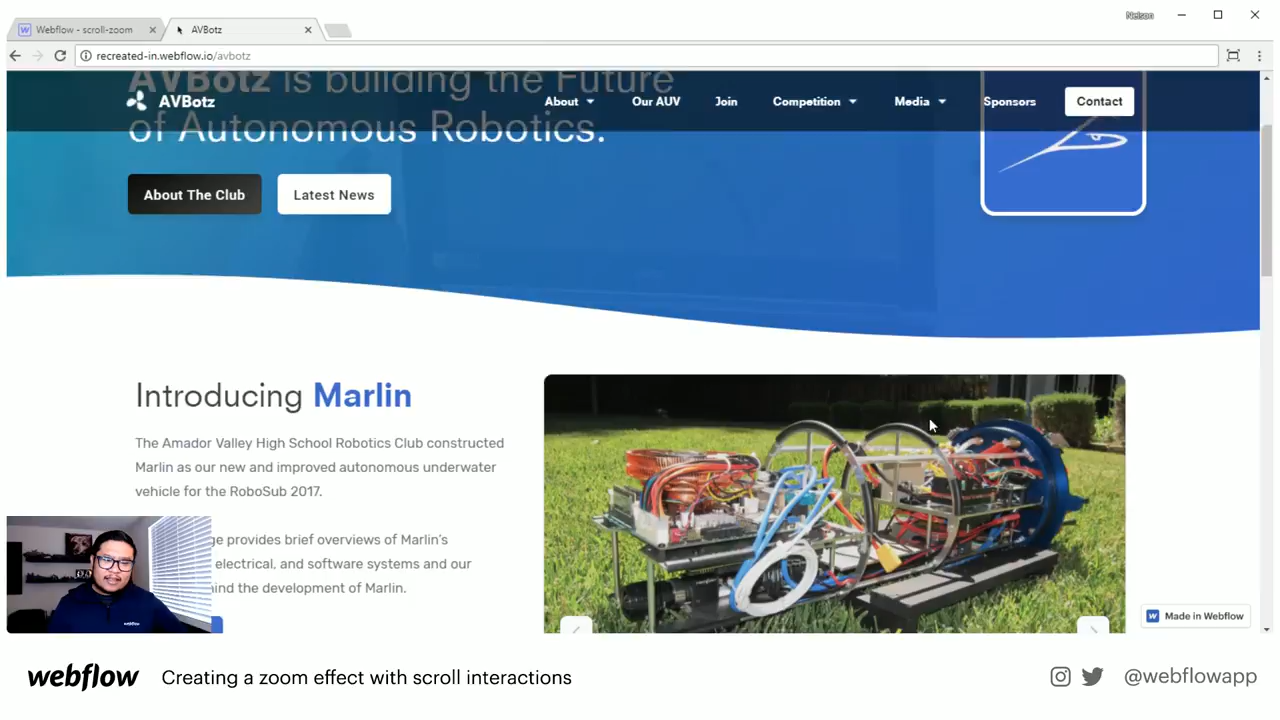 Webflow - scroll-zoom
AVBotz
Nelson
recreated-in.webflow.io/avbotz
AVBotz is building the Future
of Autonomous Robotics.
AVBotz
About
Our AUV
Join
Competition
Media
Sponsors
Contact
About The Club
Latest News
Introducing Marlin
The Amador Valley High School Robotics Club constructed
Marlin as our new and improved autonomous underwater
vehicle for the RoboSub 2017.
ge provides brief overviews of Marlin's
electrical, and software systems and our
ind the development of Marlin.
Made in Webflow
webflow
Creating a zoom effect with scroll interactions
@webflowapp